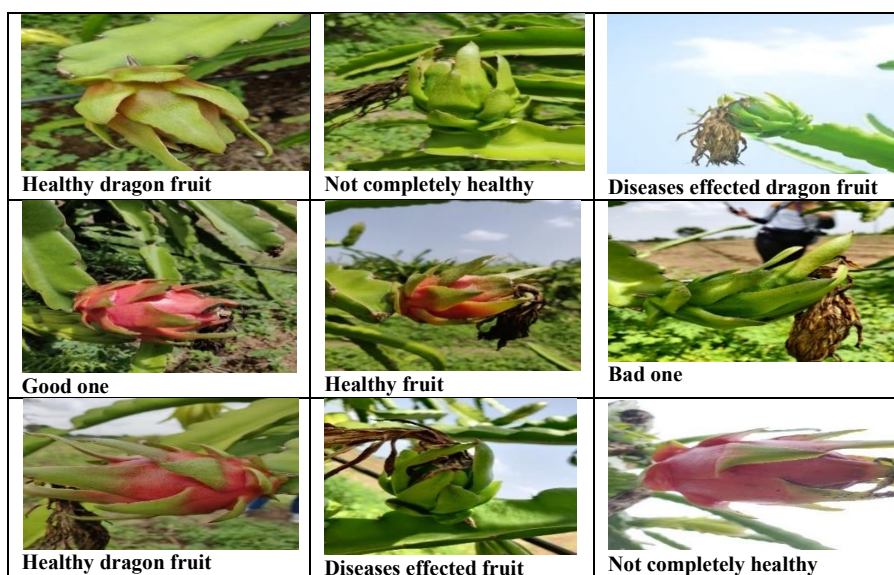 Healthy dragon fruit
Not completely healthy
Diseases effected dragon fruit
Good one
Healthy fruit
Bad one
Healthy dragon fruit
Diseases effected fruit
Not completely healthy